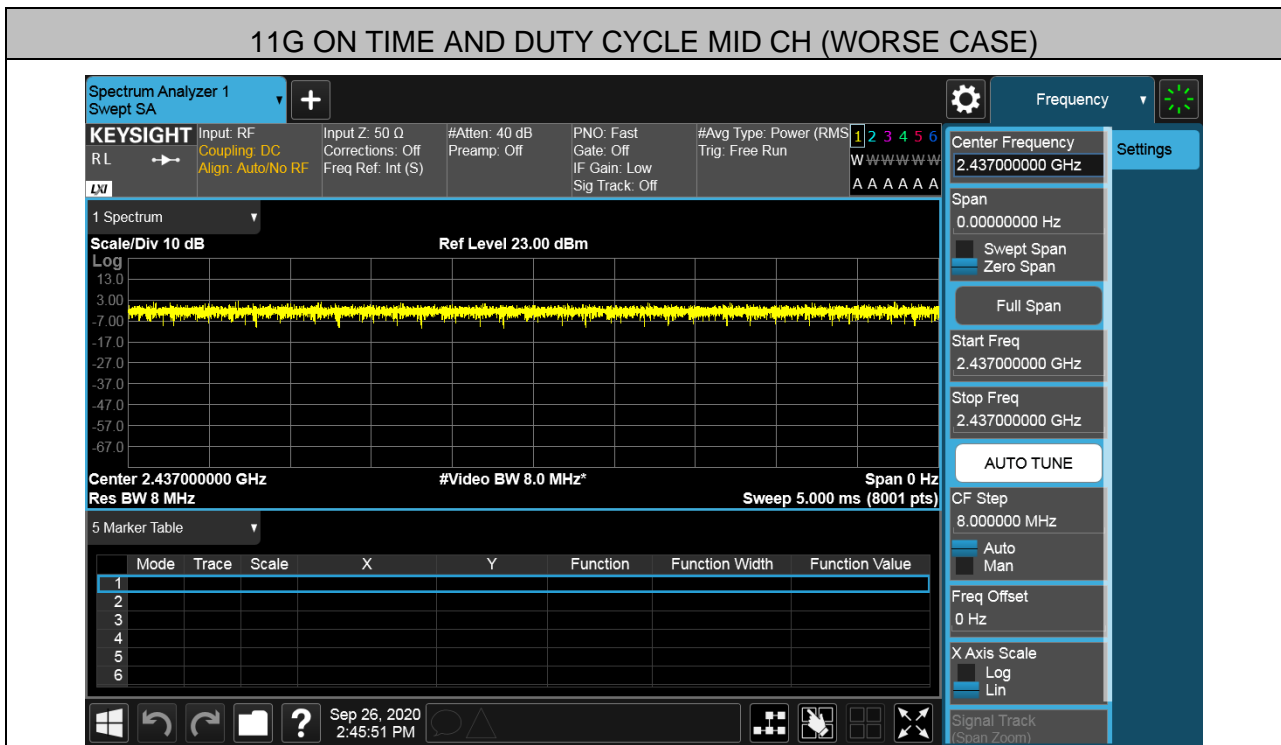 11G ON TIME AND DUTY CYCLE MID CH (WORSE CASE)
Spectrum Analyzer 1
Swept SA
Frequency
KEYSIGHT
RL
LXI
Input: RF
Coupling: DC
Align: Auto/No RF
Input Z: 50 Ω
Corrections: Off
Freq Ref: Int (S)
#Atten: 40 dB
Preamp: Off
PNO: Fast
Gate: Off
IF Gain: Low
Sig Track: Off
#Avg Type: Power (RMS
Trig: Free Run
1 2 3 4 5 6
W W W W W W
A A A A A A
1 Spectrum
Scale/Div 10 dB
Ref Level 23.00 dBm
Log
13.0
3.00
-7.00
-17.0
-27.0
-37.0
-47.0
-57.0
-67.0
Center 2.437000000 GHz
#Video BW 8.0 MHz*
Span 0 Hz
Res BW 8 MHz
Sweep 5.000 ms (8001 pts)
5 Marker Table
Mode Trace Scale X Y Function Function Width Function Value
1
2
3
4
5
6
Sep 26, 2020
2:45:51 PM
Center Frequency
2.437000000 GHz
Settings
Span
0.00000000 Hz
Swept Span
Zero Span
Full Span
Start Freq
2.437000000 GHz
Stop Freq
2.437000000 GHz
AUTO TUNE
CF Step
8.000000 MHz
Auto
Man
Freq Offset
0 Hz
X Axis Scale
Log
Lin
Signal Track
(Span Zoom)